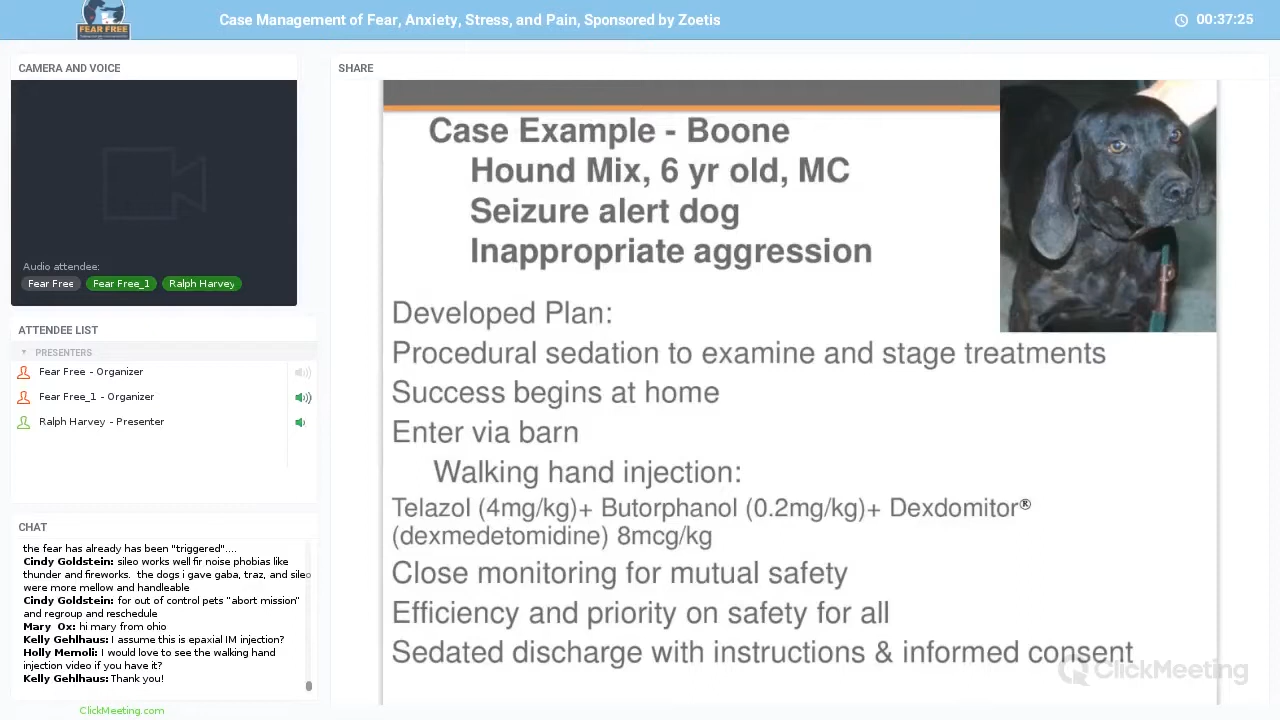 FEAR FREE
Case Management of Fear, Anxiety, Stress, and Pain, Sponsored by Zoetis
00:37:25
CAMERA AND VOICE
Audio attendee:
Fear Free
Fear Free_1
Ralph Harvey
ATTENDEE LIST
PRESENTERS
Fear Free - Organizer
Fear Free_1 - Organizer
Ralph Harvey - Presenter
CHAT
the fear has already has been "triggered"....
Cindy Goldstein: sileo works well fir noise phobias like
thunder and fireworks. the dogs i gave gaba, traz, and sileo
were more mellow and handleable
Cindy Goldstein: for out of control pets "abort mission"
and regroup and reschedule
Mary Ox: hi mary from ohio
Kelly Gehlhaus: I assume this is epaxial IM injection?
Holly Memoli: I would love to see the walking hand
injection video if you have it?
Kelly Gehlhaus: Thank you!
ClickMeeting.com
SHARE
Case Example - Boone
Hound Mix, 6 yr old, MC
Seizure alert dog
Inappropriate aggression
Developed Plan:
Procedural sedation to examine and stage treatments
Success begins at home
Enter via barn
Walking hand injection:
Telazol (4mg/kg)+ Butorphanol (0.2mg/kg)+ Dexdomitor®
(dexmedetomidine) 8mcg/kg
Close monitoring for mutual safety
Efficiency and priority on safety for all
Sedated discharge with instructions & informed consent
ClickMeeting